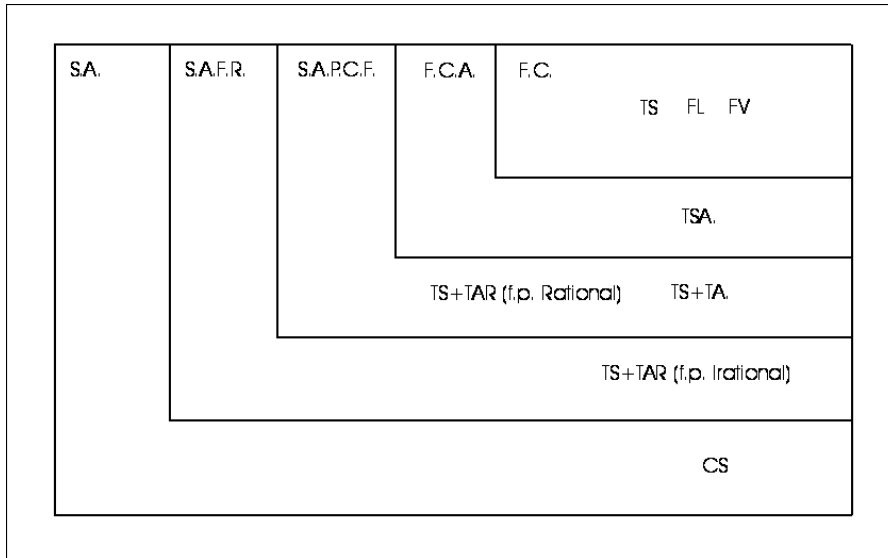 S.A. S.A.F.R. S.A.P.C.F. F.C.A. F.C.
TS FL FV
TSA.
TS+TAR (f.p. Rational) TS+TA.
TS+TAR (f.p. Irational)
CS